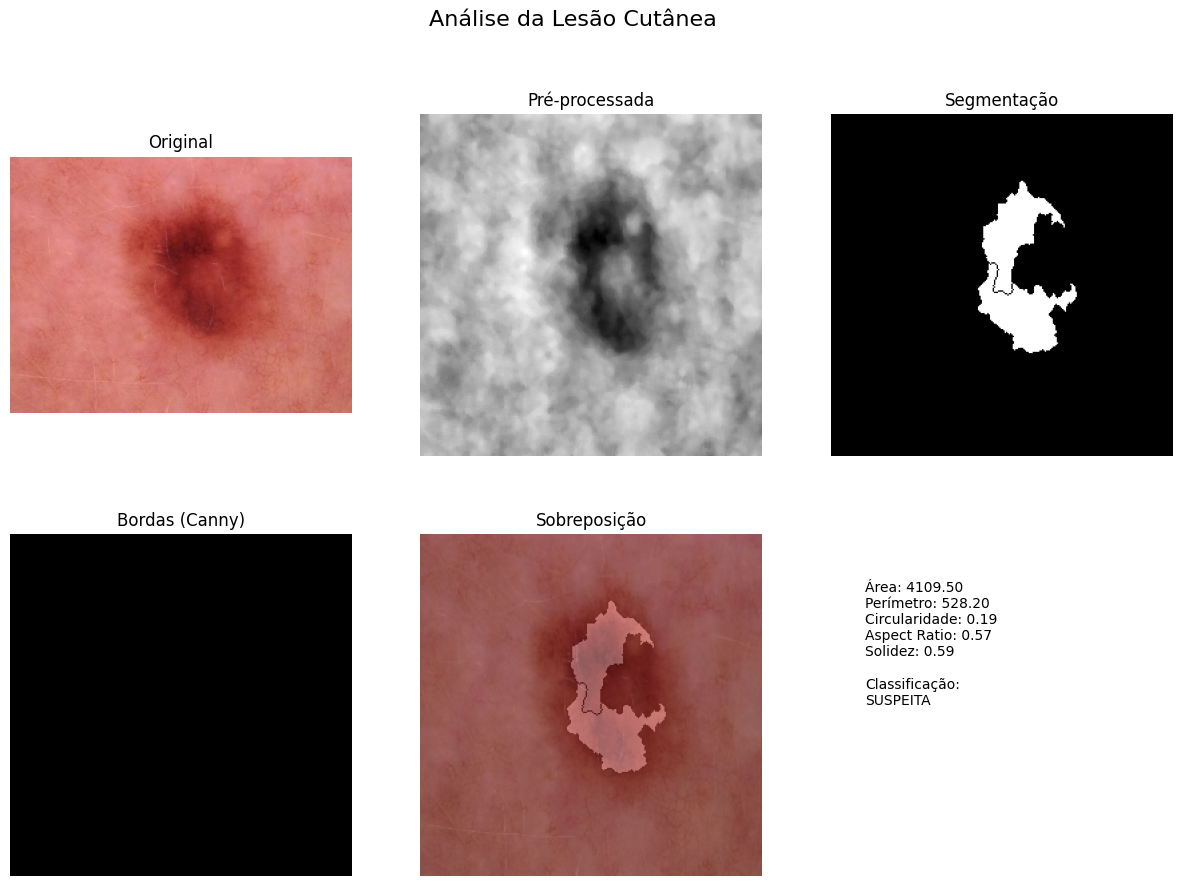 Análise da Lesão Cutânea
Original
Pré-processada
Segmentação
Bordas (Canny)
Sobreposição
Área: 4109.50
Perímetro: 528.20
Circularidade: 0.19
Aspect Ratio: 0.57
Solidez: 0.59
Classificação:
SUSPEITA